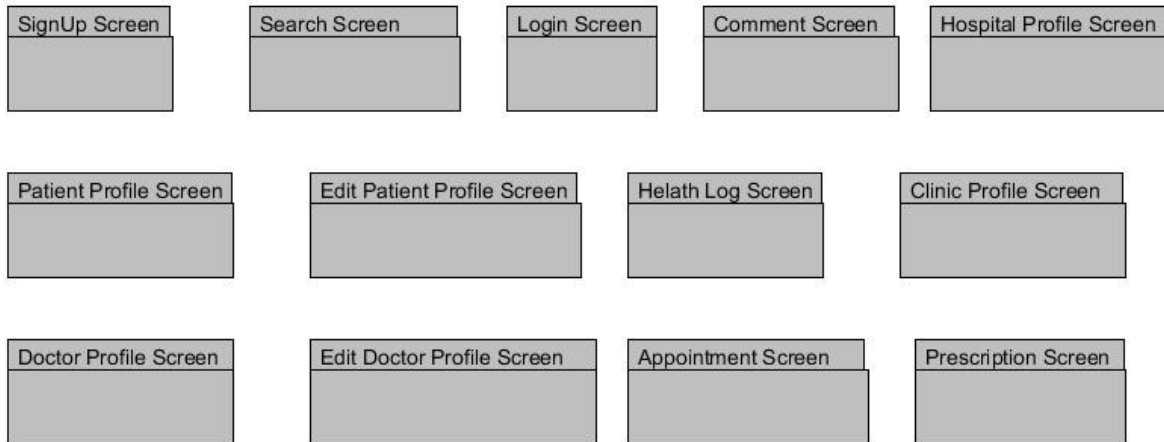 SignUp Screen
Search Screen
Login Screen
Comment Screen
Hospital Profile Screen
Patient Profile Screen
Edit Patient Profile Screen
Helath Log Screen
Clinic Profile Screen
Doctor Profile Screen
Edit Doctor Profile Screen
Appointment Screen
Prescription Screen